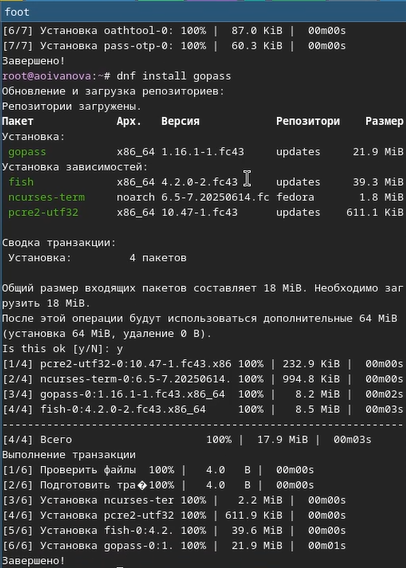 foot
[6/7] Установка oathtool-0: 100% |  87.0 KiB |  00m00s
[7/7] Установка pass-otp-0: 100% |  60.3 KiB |  00m00s
Завершено!
root@aoivanova:~# dnf install gopass
Обновление и загрузка репозиториев:
Репозитории загружены.
Пакет Арх. Версия Репозитори Размер
Установка:
gopass x86_64 1.16.1-1.fc43 updates 21.9 MiB
Установка зависимостей:
fish x86_64 4.2.0-2.fc43 updates 39.3 MiB
ncurses-term noarch 6.5-7.20250614.fc fedora 1.8 MiB
pcre2-utf32 x86_64 10.47-1.fc43 updates 611.1 KiB
Сводка транзакции:
Установка: 4 пакетов
Общий размер входящих пакетов составляет 18 MiB. Необходимо заг
рузить 18 MiB.
После этой операции будут использоваться дополнительные 64 MiB
(установка 64 MiB, удаление 0 B).
Is this ok [y/N]: y
[1/4] pcre2-utf32-0:10.47-1.fc43.x86 100% | 232.9 KiB |  00m00s
[2/4] ncurses-term-0:6.5-7.20250614. 100% | 994.8 KiB |  00m00s
[3/4] gopass-0:1.16.1-1.fc43.x86_64 100% |   8.2 MiB |  00m02s
[4/4] fish-0:4.2.0-2.fc43.x86_64 100% |   8.5 MiB |  00m03s
---------------------------------------------------------------
[4/4] Всего 100% |  17.9 MiB |  00m03s
Выполнение транзакции
[1/6] Проверить файлы  100% |   4.0   B |  00m00s
[2/6] Подготовить тра�100% |   4.0   B |  00m00s
[3/6] Установка ncurses-ter 100% |   2.2 MiB |  00m00s
[4/6] Установка pcre2-utf32 100% | 611.9 KiB |  00m00s
[5/6] Установка fish-0:4.2. 100% |  39.6 MiB |  00m00s
[6/6] Установка gopass-0:1. 100% |  21.9 MiB |  00m01s
Завершено!